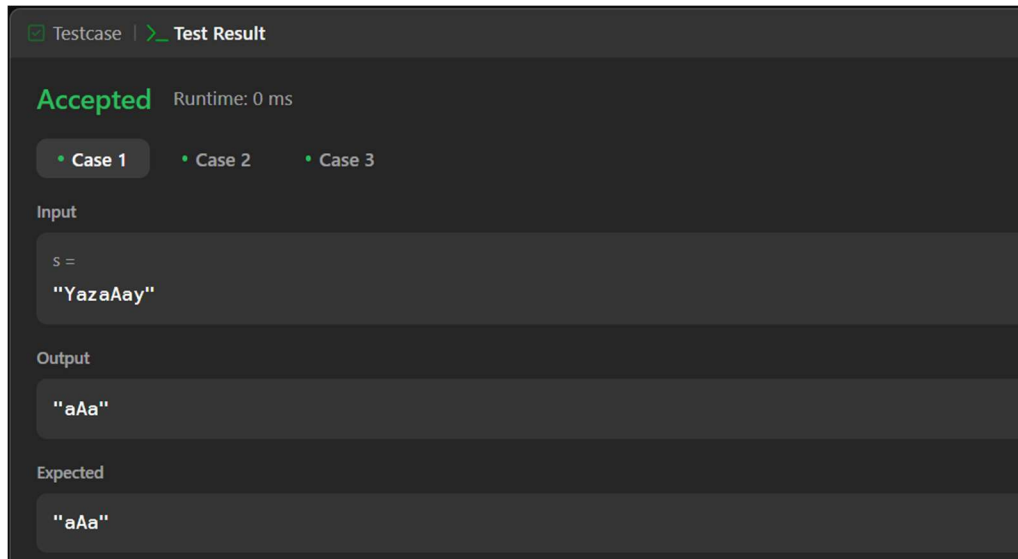 Testcase | >_ Test Result
Accepted Runtime: 0 ms
• Case 1 • Case 2 • Case 3
Input
s =
"YazaAay"
Output
"aAa"
Expected
"aAa"